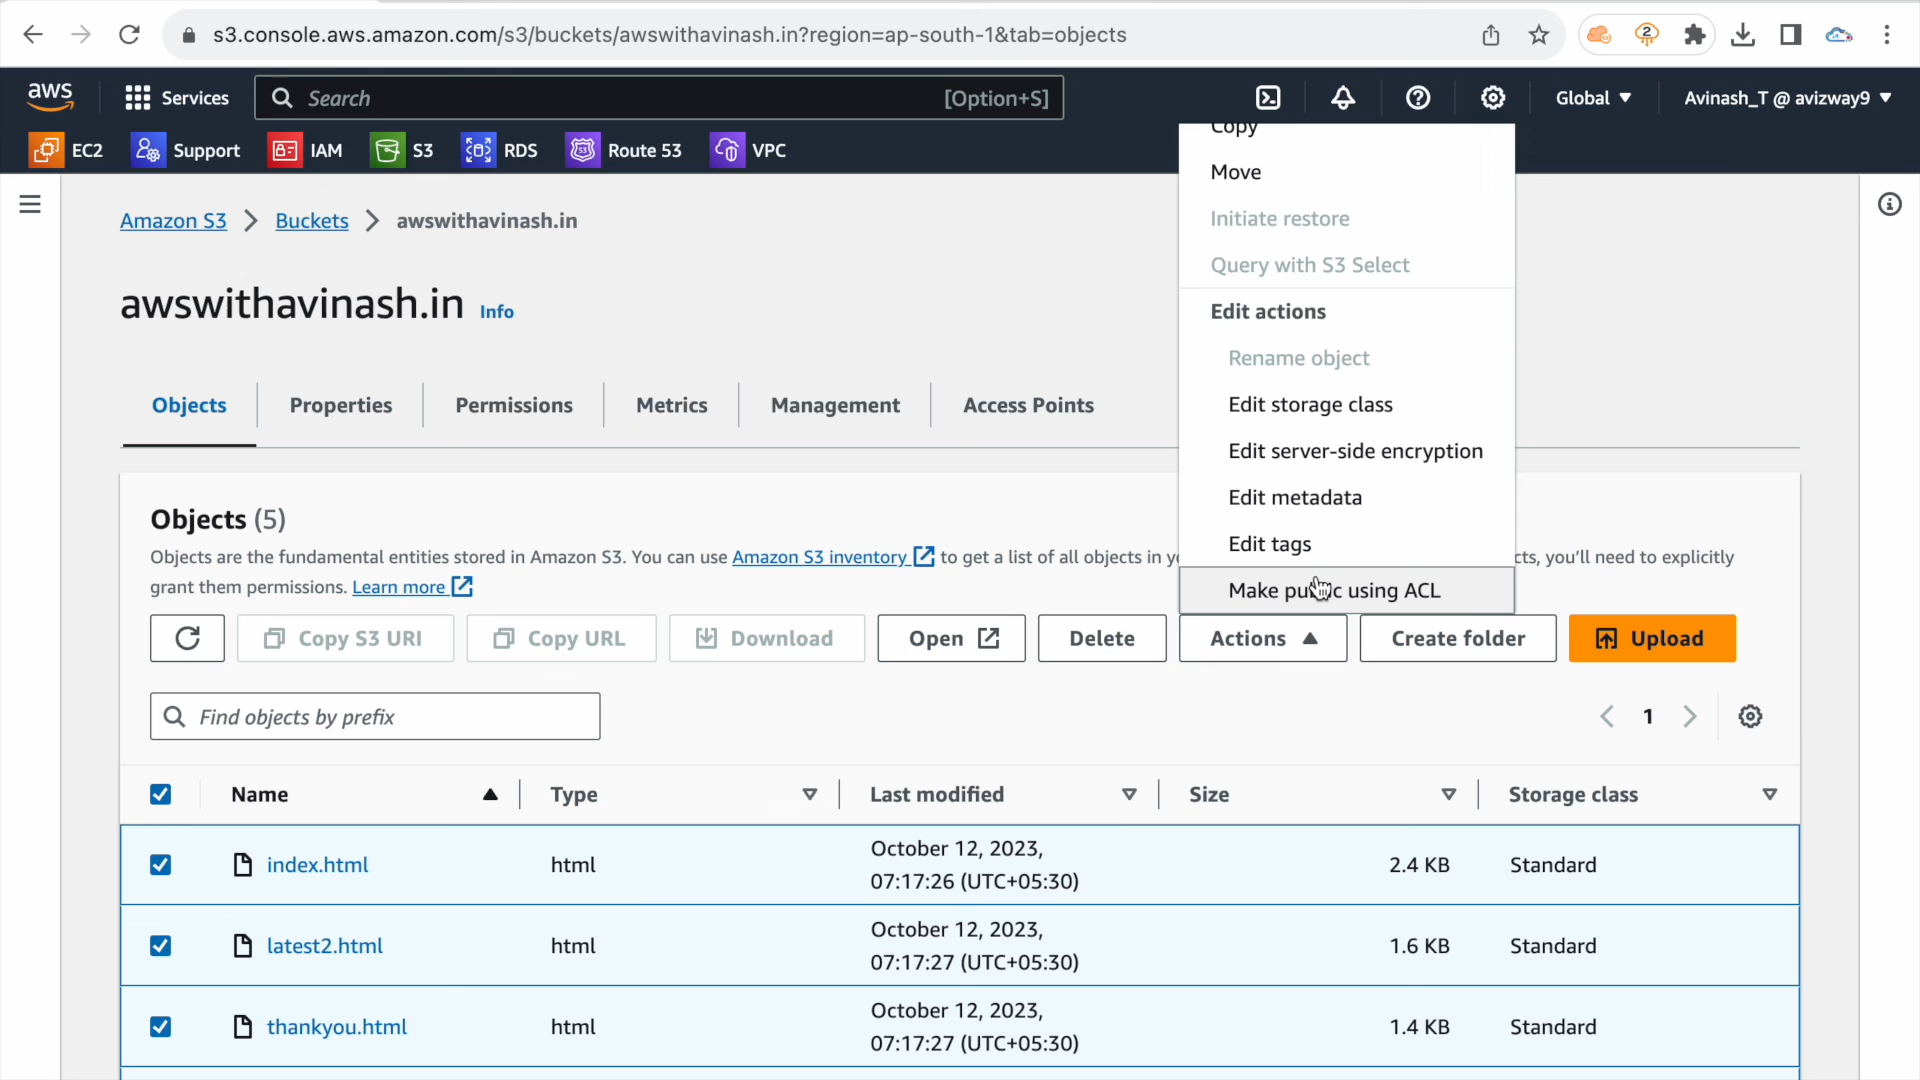 s3.console.aws.amazon.com/s3/buckets/awswithavinash.in?region=ap-south-1&tab=objects
2
aws
Services
Search
[Option+S]
Global
Avinash_T @ avizway9
EC2
Support
IAM
S3
RDS
Route 53
VPC
Copy
Move
Initiate restore
Query with S3 Select
Edit actions
Rename object
Edit storage class
Edit server-side encryption
Edit metadata
Edit tags
Make public using ACL
Amazon S3
Buckets
awswithavinash.in
awswithavinash.in Info
Objects
Properties
Permissions
Metrics
Management
Access Points
Objects (5)
Objects are the fundamental entities stored in Amazon S3. You can use Amazon S3 inventory to get a list of all objects in you'll need to explicitly
grant them permissions. Learn more
Copy S3 URI
Copy URL
Download
Open
Delete
Actions
Create folder
Upload
Find objects by prefix
1
Name
Type
Last modified
Size
Storage class
index.html
html
October 12, 2023,
07:17:26 (UTC+05:30)
2.4 KB
Standard
latest2.html
html
October 12, 2023,
07:17:27 (UTC+05:30)
1.6 KB
Standard
thankyou.html
html
October 12, 2023,
07:17:27 (UTC+05:30)
1.4 KB
Standard